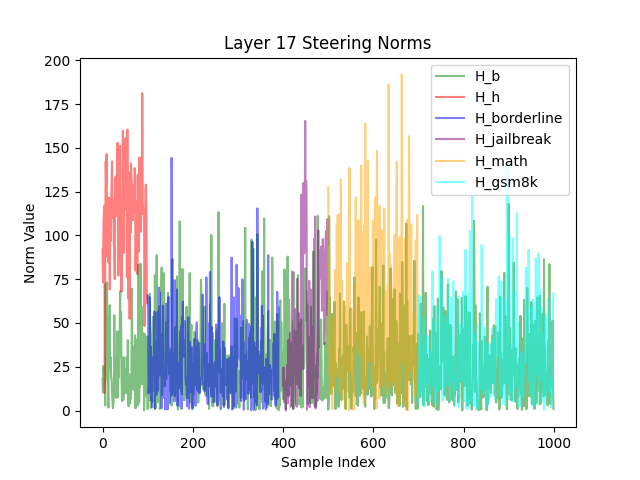 Layer 17 Steering Norms
200
175
150
125
100
75
50
25
0
Norm Value
H_b
H_h
H_borderline
H_jailbreak
H_math
H_gsm8k
0 200 400 600 800 1000
Sample Index